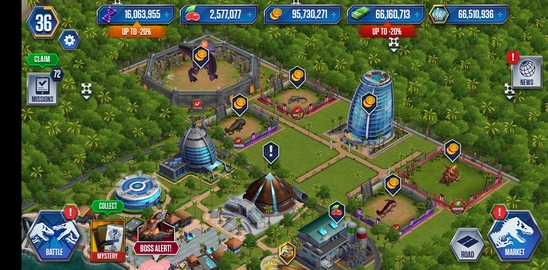 36
16,063,955
2,577,077
95,730,271
66,160,713
66,510,936
UP TO -20%
UP TO -20%
CLAIM
72
MISSIONS
NEWS
COLLECT
BATTLE
MYSTERY
BOSS ALERT!
ROAD
MARKET